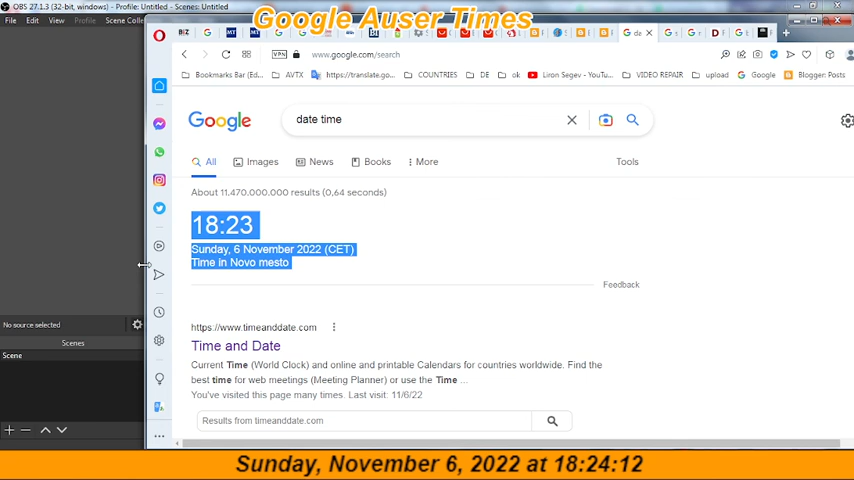 OBS 27.1.3 (32-bit, windows) - Profile: Untitled - Scenes: Untitled
File Edit View Profile Scene Collec
Google Auser Times
www.google.com/search
VPN
Bookmarks Bar (Ed... AVTX https://translate.go... COUNTRIES DE ok Liron Segev - YouTu... VIDEO REPAIR upload Google Blogger: Posts
Google
date time
All Images News Books More Tools
About 11.470.000.000 results (0,64 seconds)
18:23
Sunday, 6 November 2022 (CET)
Time in Novo mesto
Feedback
No source selected
Scenes
Scene
https://www.timeanddate.com
Time and Date
Current Time (World Clock) and online and printable Calendars for countries worldwide. Find the
best time for web meetings (Meeting Planner) or use the Time ...
You've visited this page many times. Last visit: 11/6/22
Results from timeanddate.com
Sunday, November 6, 2022 at 18:24:12